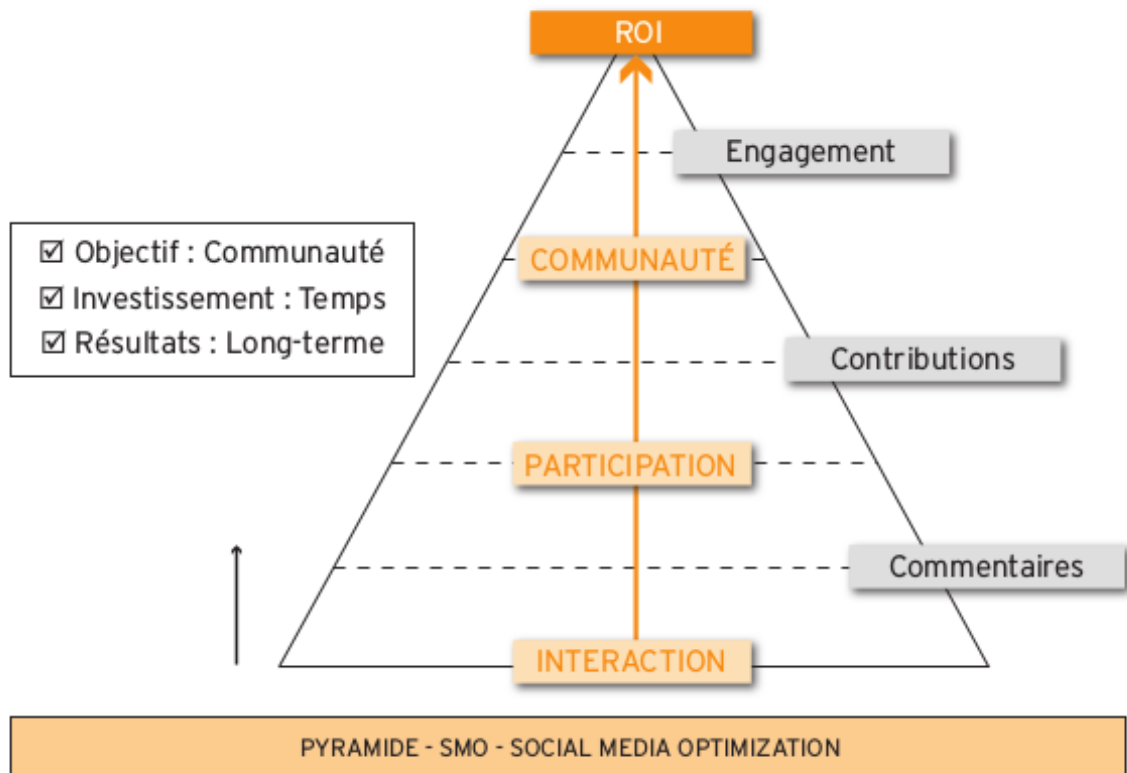 ROI
Engagement
COMMUNAUTÉ
☑ Objectif : Communauté
☑ Investissement : Temps
☑ Résultats : Long-terme
Contributions
PARTICIPATION
Commentaires
INTERACTION
PYRAMIDE - SMO - SOCIAL MEDIA OPTIMIZATION